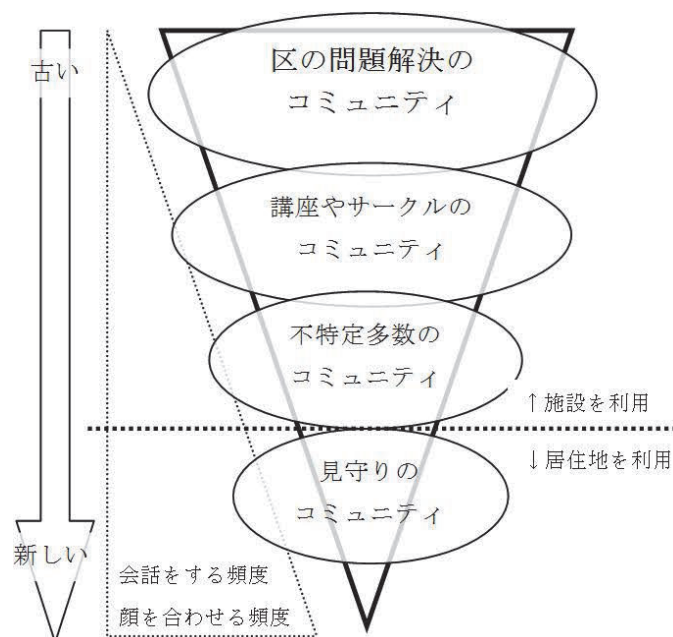 古い
区の問題解決の
コミュニティ
講座やサークルの
コミュニティ
不特定多数の
コミュニティ
↑施設を利用
↓居住地を利用
見守りの
コミュニティ
新しい
会話をする頻度
顔を合わせる頻度